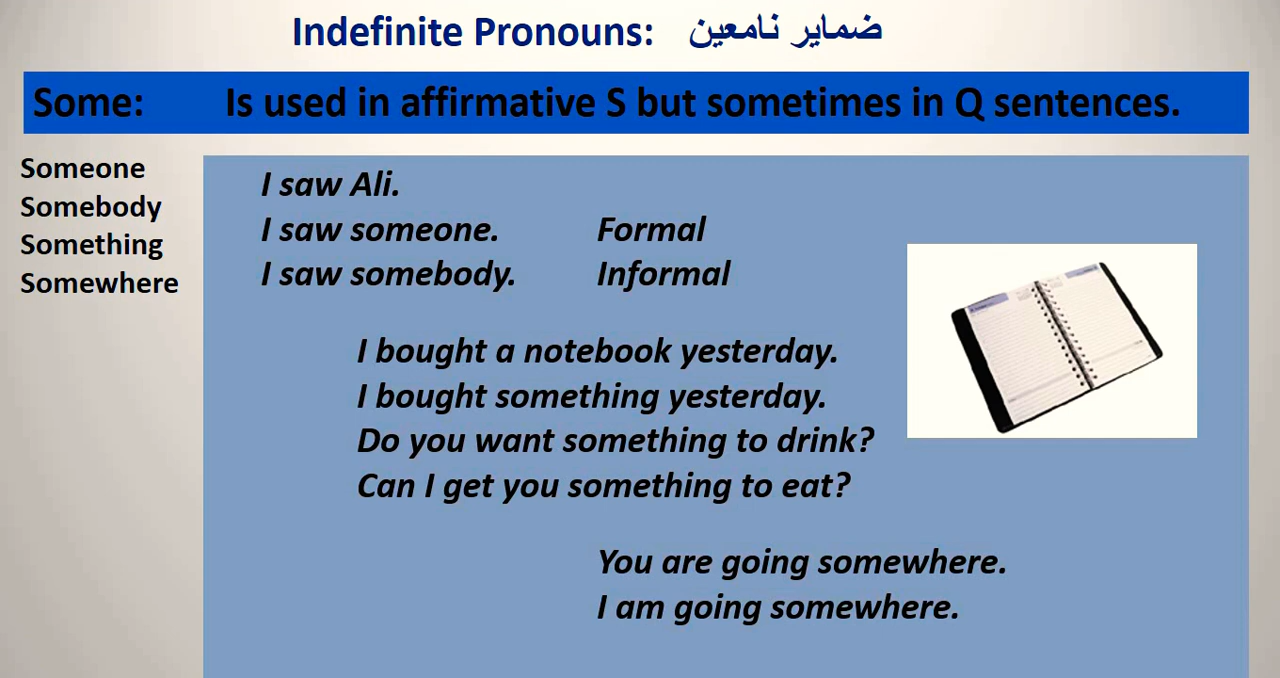 Indefinite Pronouns: ضمایر نامعین
Some: Is used in affirmative S but sometimes in Q sentences.
Someone
Somebody
Something
Somewhere
I saw Ali.
I saw someone. Formal
I saw somebody. Informal
I bought a notebook yesterday.
I bought something yesterday.
Do you want something to drink?
Can I get you something to eat?
You are going somewhere.
I am going somewhere.